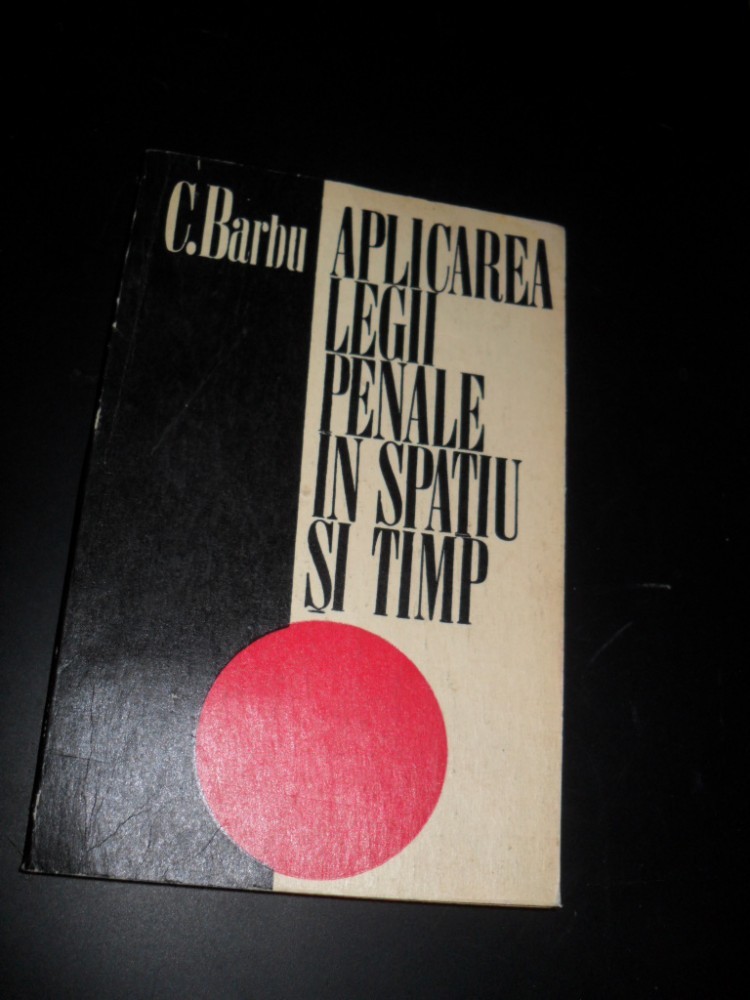 C. Barbu
APLICAREA
LEGII
PENALE
IN SPAȚIU
ȘI TIMP